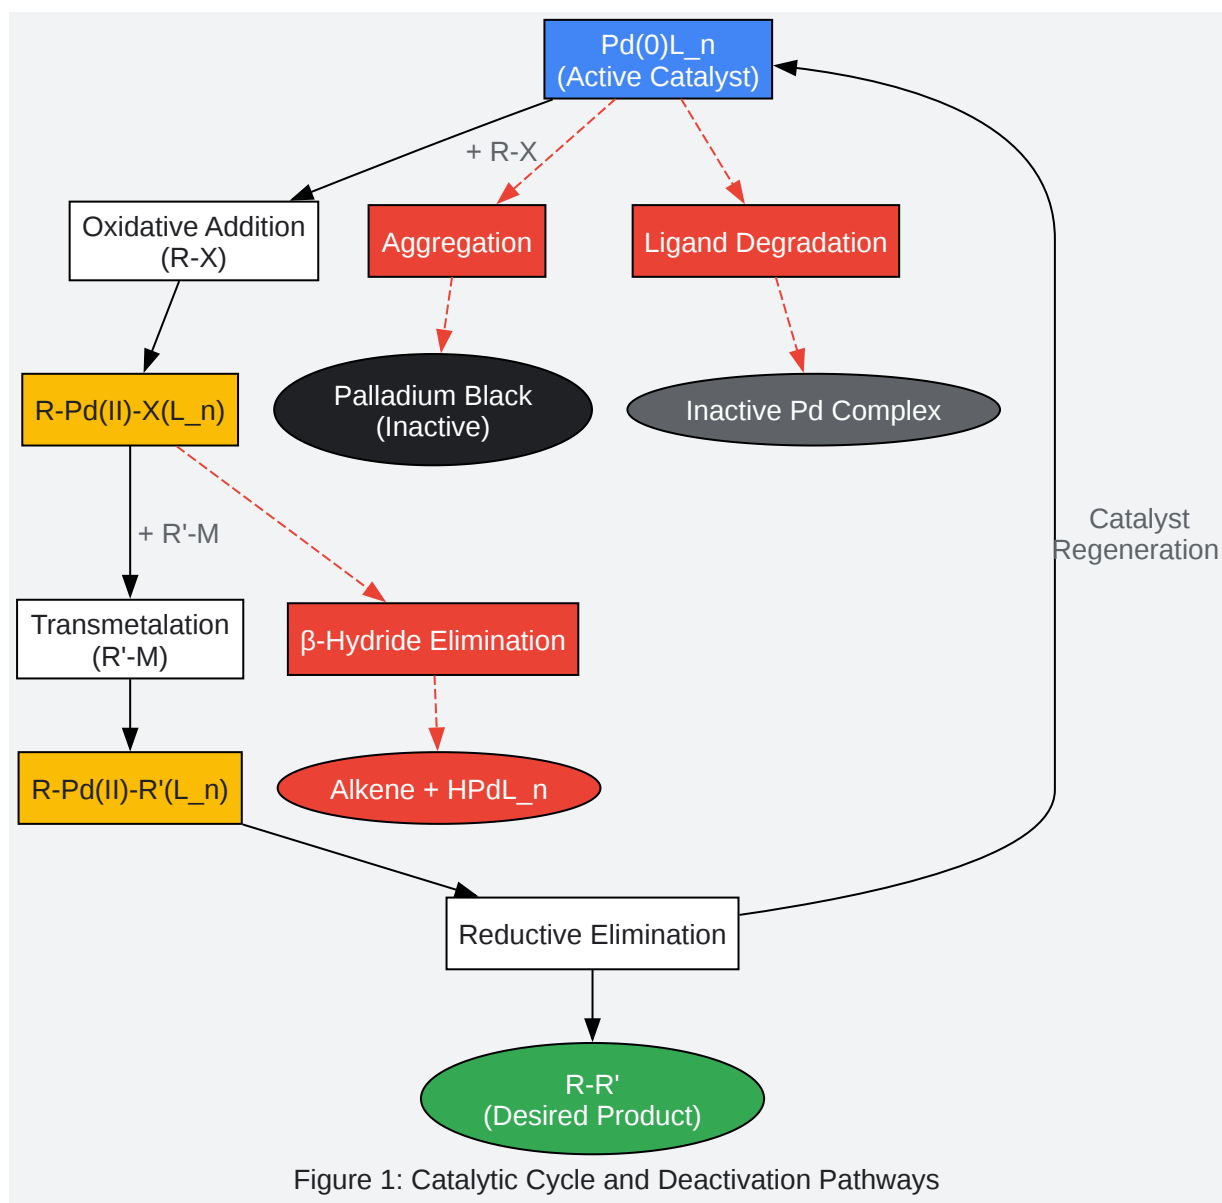 Pd(0)L_n
(Active Catalyst)
+ R-X
Oxidative Addition
(R-X)
Aggregation
Ligand Degradation
R-Pd(II)-X(L_n)
Palladium Black
(Inactive)
Inactive Pd Complex
+ R'-M
Catalyst
Regeneration
Transmetalation
(R'-M)
β-Hydride Elimination
R-Pd(II)-R'(L_n)
Alkene + HPdL_n
Reductive Elimination
R-R'
(Desired Product)
Figure 1: Catalytic Cycle and Deactivation Pathways